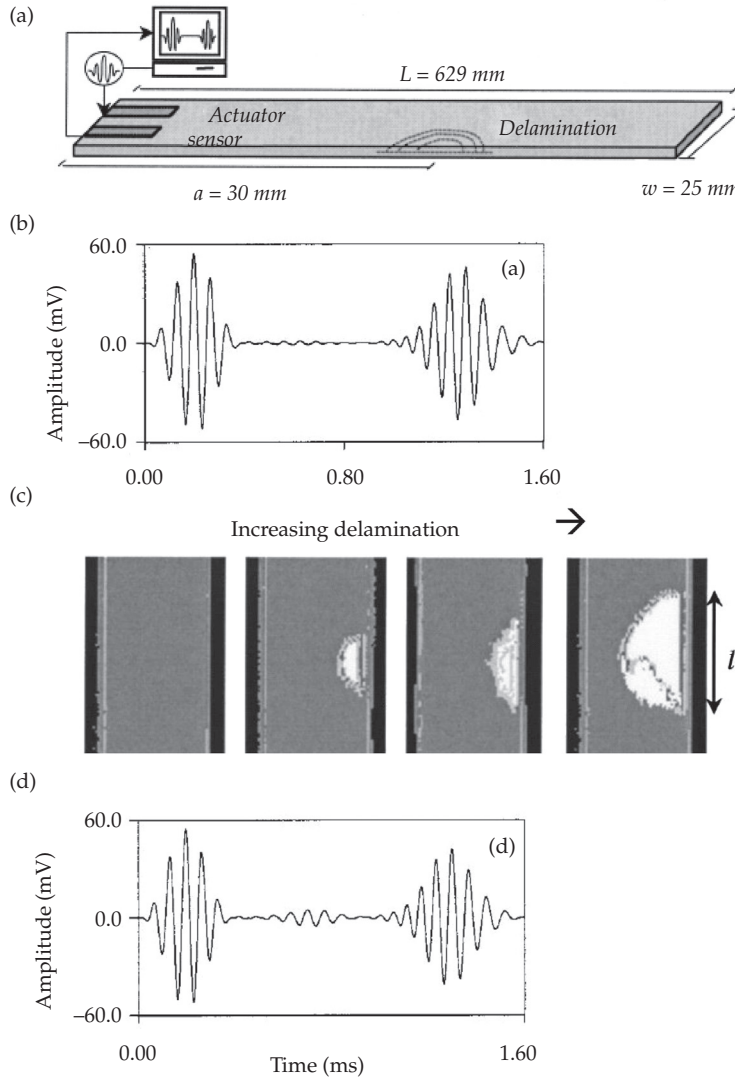 (a)
L = 629 mm
Actuator
sensor
Delamination
a = 30 mm
w = 25 mm
(b)
60.0
(a)
Amplitude (mV)
0.0
−60.0
0.00
0.80
1.60
(c)
Increasing delamination →
l
(d)
60.0
(d)
Amplitude (mV)
0.0
−60.0
0.00
1.60
Time (ms)